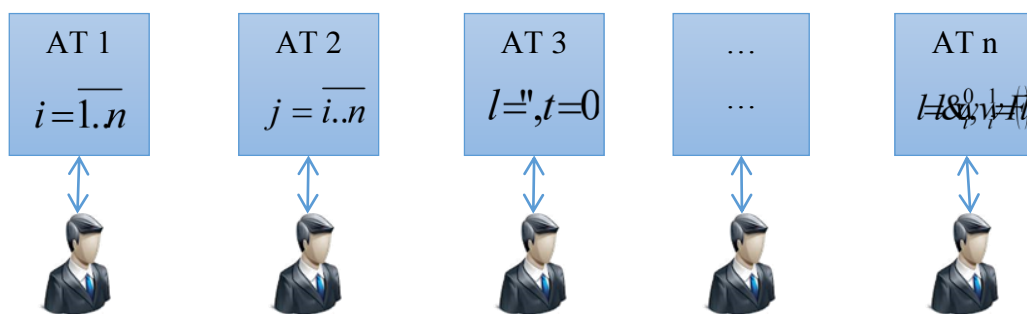 AT 1
i = 1..n
AT 2
j = i..n
AT 3
l='', t=0
...
...
AT n